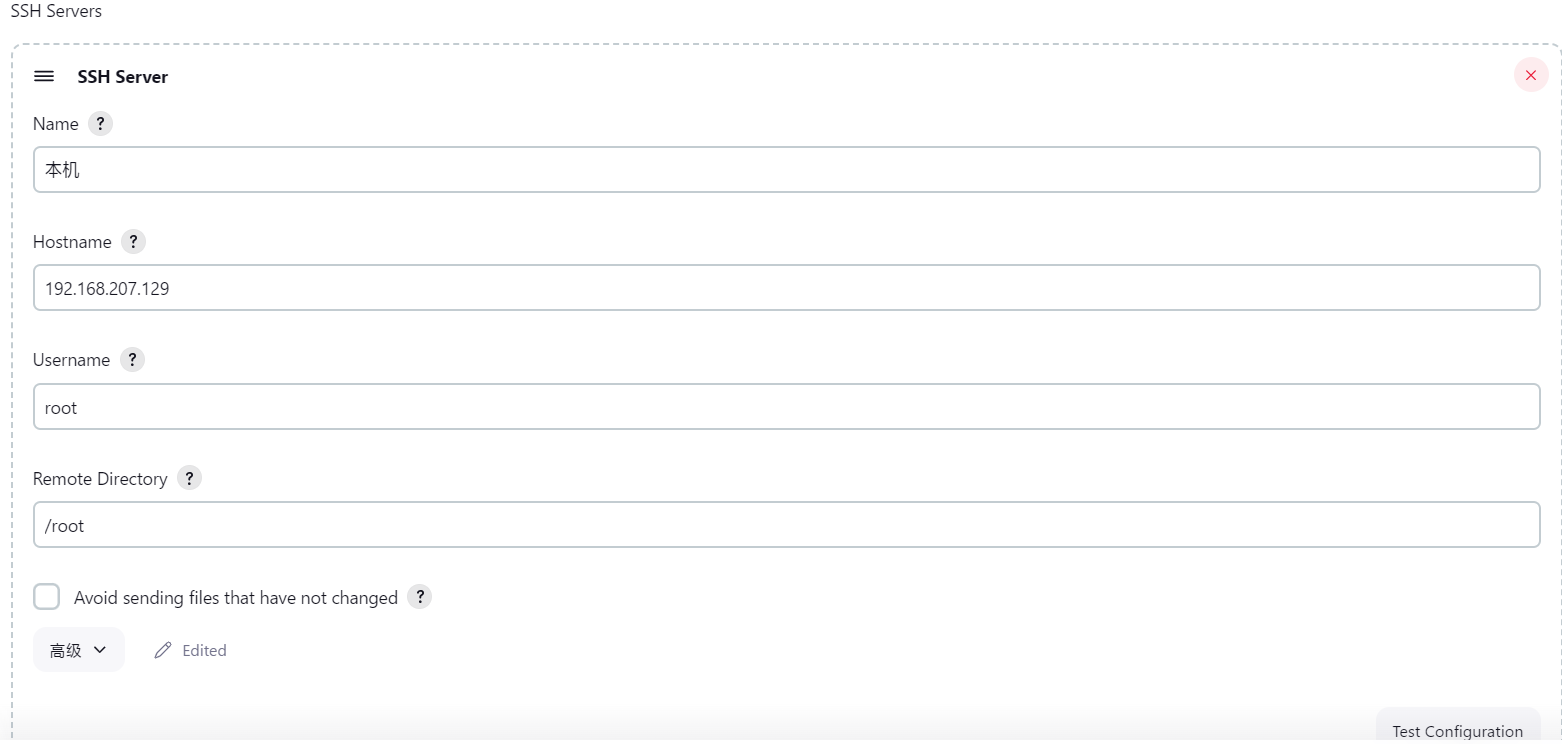 SSH Servers
SSH Server
Name ?
本机
Hostname ?
192.168.207.129
Username ?
root
Remote Directory ?
/root
Avoid sending files that have not changed ?
高级 Edited
Test Configuration